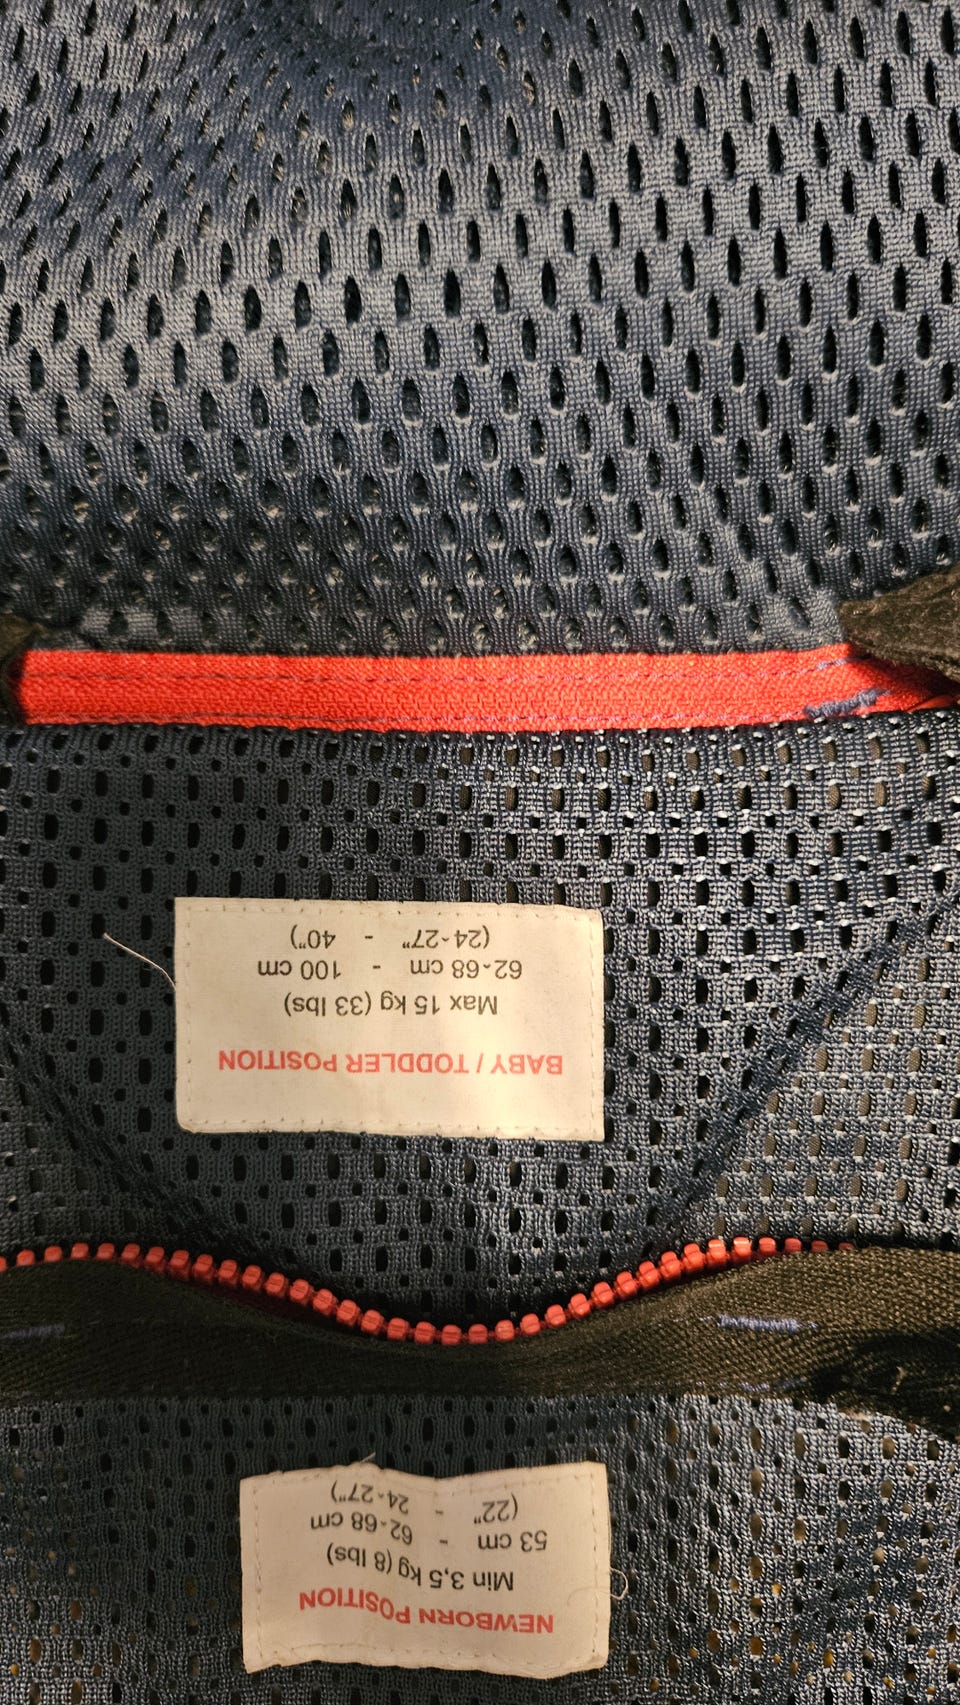 NEWBORN POSITION
Min 3,5 kg (8 lbs)
53 cm - 62-68 cm
(22" - 24-27")
BABY / TODDLER POSITION
Max 15 kg (33 lbs)
62-68 cm - 100 cm
(24-27" - 40")